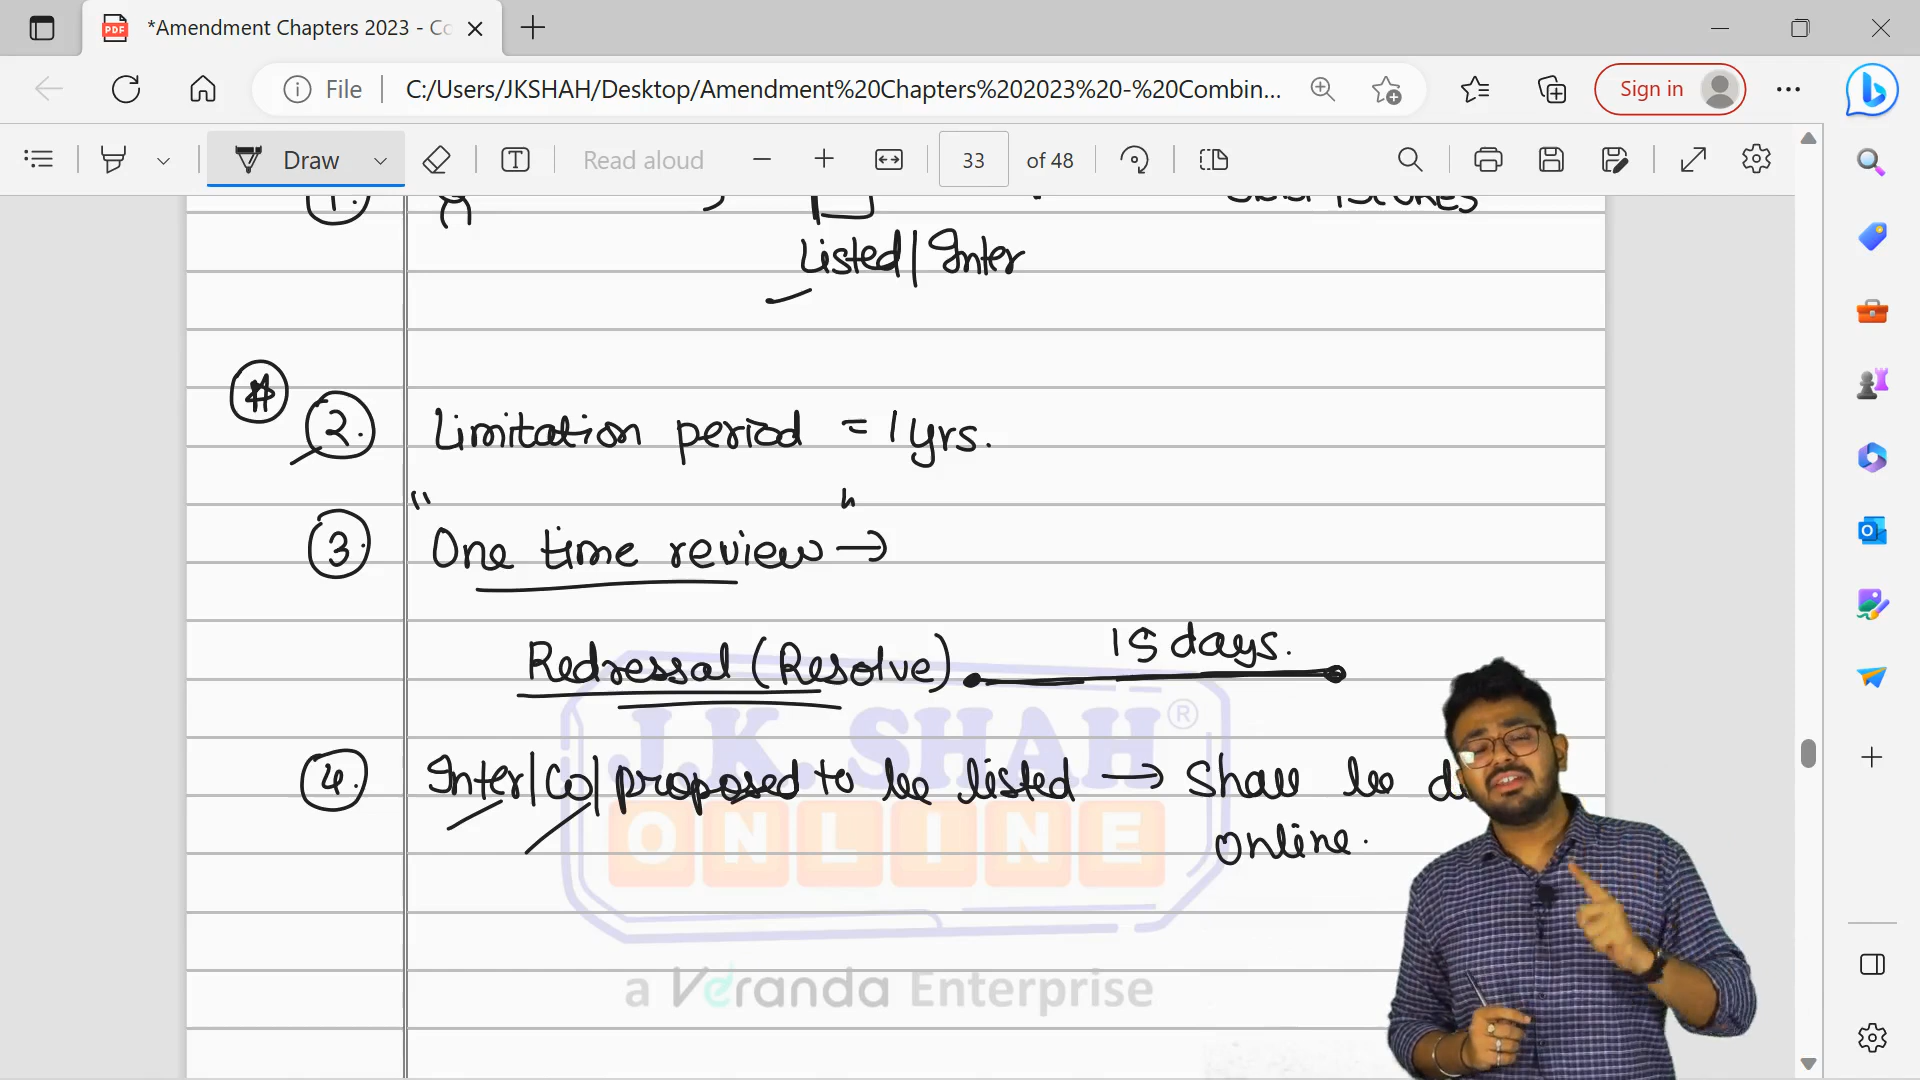 *Amendment Chapters 2023 - Co
File
C:/Users/JKSHAH/Desktop/Amendment%20Chapters%202023%20-%20Combin...
Sign in
Draw
Read aloud
33
of 48
1.
Listed | Inter
2. Limitation period = 1 yrs.
3. "One time review" →
Redressal (Resolve) 15 days.
4. Inter | Co | proposed to be listed → Shall be d
online.
J.K. SHAH ®
ONLINE
a Veranda Enterprise